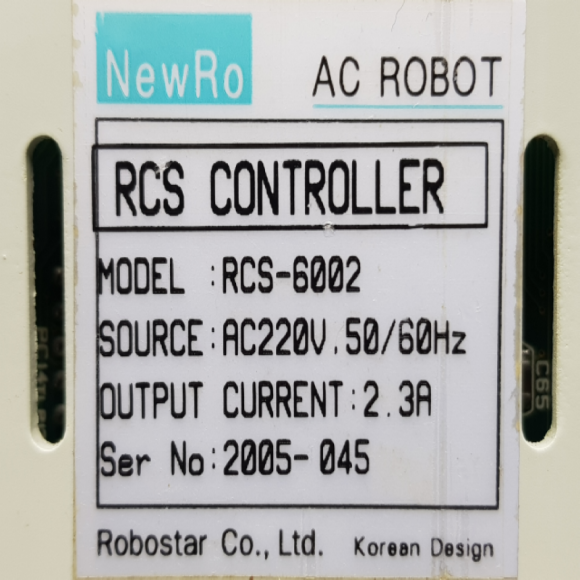 NewRo AC ROBOT
RCS CONTROLLER
MODEL :RCS-6002
SOURCE:AC220V.50/60Hz
OUTPUT CURRENT:2.3A
Ser No:2005-045
Robostar Co., Ltd. Korean Design
C65